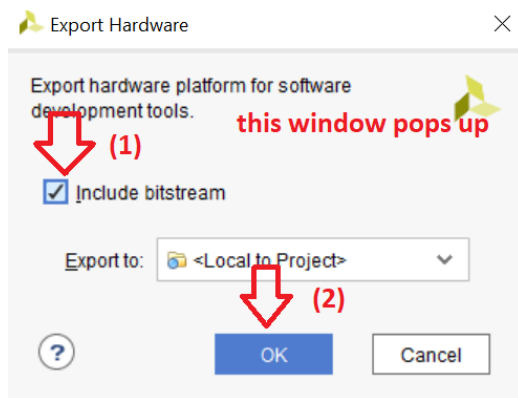 Export Hardware
Export hardware platform for software
development tools.
this window pops up
(1)
Include bitstream
Export to: <Local to Project>
(2)
?
OK Cancel